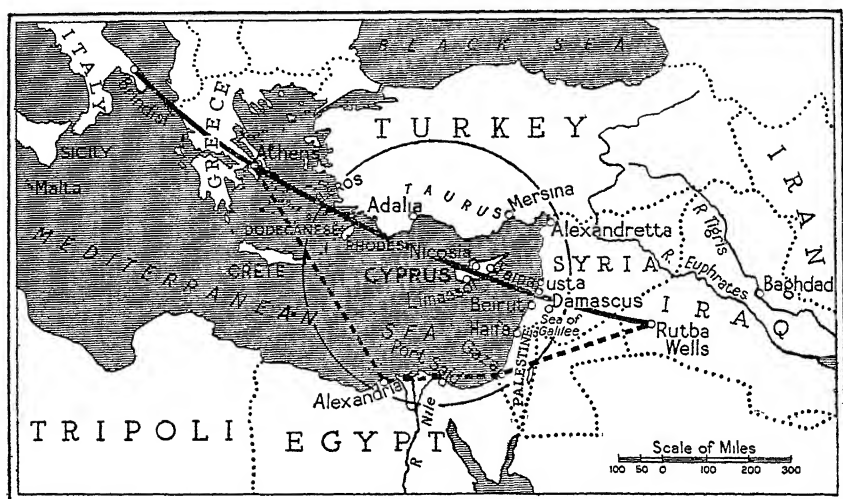 ITALY
BLACK SEA
Brindisi
GREECE
TURKEY
IRAN
Athens
SICILY
Malta
TAURUS
Mersina
Adalia
Alexandretta
R Tigris
DODECANESE
RHODES
Nicosia
SYRIA
R Euphrates
MEDITERRANEAN SEA
CRETE
CYPRUS
Famagusta
Baghdad
Limassol
Beirut
Damascus
IRAQ
Haifa
Sea of
Galilee
Rutba
Wells
Port Said
Gaza
PALESTINE
Alexandria
R Nile
TRIPOLI
EGYPT
Scale of Miles
100 50 0 100 200 300